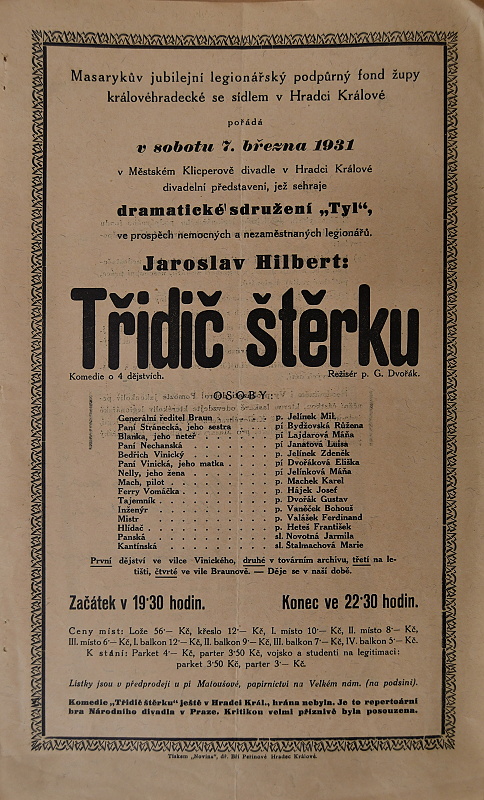 Masarykův jubilejní legionářský podpůrný fond župy
královéhradecké se sídlem v Hradci Králové
pořádá
v sobotu 7. března 1931
v Městském Klicperově divadle v Hradci Králové
divadelní představení, jež sehraje
dramatické sdružení „Tyl“,
ve prospěch nemocných a nezaměstnaných legionářů.
Jaroslav Hilbert:
Třidič štěrku
Komedie o 4 dějstvích. Režisér p. G. Dvořák.
OSOBY:
Generální ředitel Braun . . . . . p. Jelínek Mil.
Paní Stránecká, jeho sestra . . . . pí Bydžovská Růžena
Blanka, jeho neteř . . . . . . . pí Lajdarová Máňa
Paní Nechanská . . . . . . . pí Janatová Luisa
Bedřich Vinický . . . . . . . p. Jelínek Zdeněk
Paní Vinická, jeho matka . . . . . pí Dvořáková Eliška
Nelly, jeho žena . . . . . . . pí Jelínková Máňa
Mach, pilot . . . . . . . . p. Machek Karel
Ferry Vomáčka . . . . . . . p. Hájek Josef
Tajemník . . . . . . . . . p. Dvořák Gustav
Inženýr . . . . . . . . . p. Vaněček Bohouš
Mistr . . . . . . . . . . p. Valášek Ferdinand
Hlídač . . . . . . . . . . p. Heteš František
Panská . . . . . . . . . . sl. Novotná Jarmila
Kantinská . . . . . . . . . sl. Štalmachová Marie
První dějství ve vilce Vinického, druhé v továrním archívu, třetí na le-
tišti, čtvrté ve vile Braunově. — Děje se v naší době.
Začátek v 19·30 hodin. Konec ve 22·30 hodin.
Ceny míst: Lože 56·— Kč, křeslo 12·— Kč, I. místo 10·— Kč, II. místo 8·— Kč,
III. místo 6·— Kč, I. balkon 12·— Kč, II. balkon 9·— Kč, III. balkon 7·— Kč, IV. balkon 5·— Kč.
K stání: Parket 4·— Kč, parter 3·50 Kč, vojsko a studenti na legitimaci:
parket 3·50 Kč, parter 3·— Kč.
Lístky jsou v předprodeji u pí Maloušové, papírnictví na Velkém nám. (na podsíni).
Komedie „Třidič štěrku“ ještě v Hradci Král., hrána nebyla. Je to repertoární
hra Národního divadla v Praze. Kritikou velmi příznivě byla posouzena.
Tiskem „Novina“, dř. Bří Peřinové Hradec Králové.